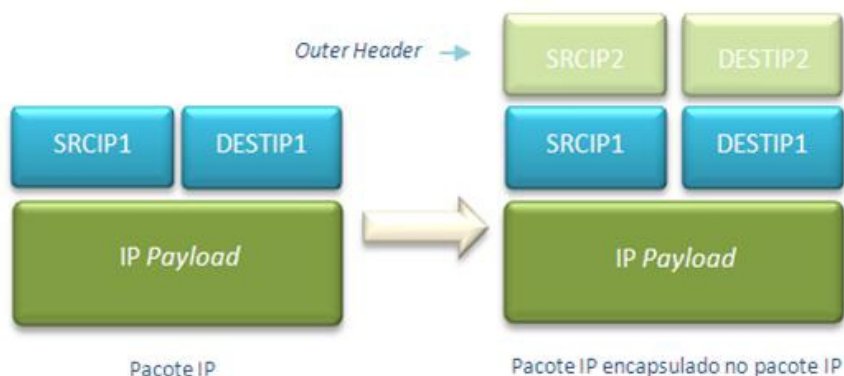 Outer Header
SRCIP2 DESTIP2
SRCIP1 DESTIP1
SRCIP1 DESTIP1
IP Payload
IP Payload
Pacote IP
Pacote IP encapsulado no pacote IP